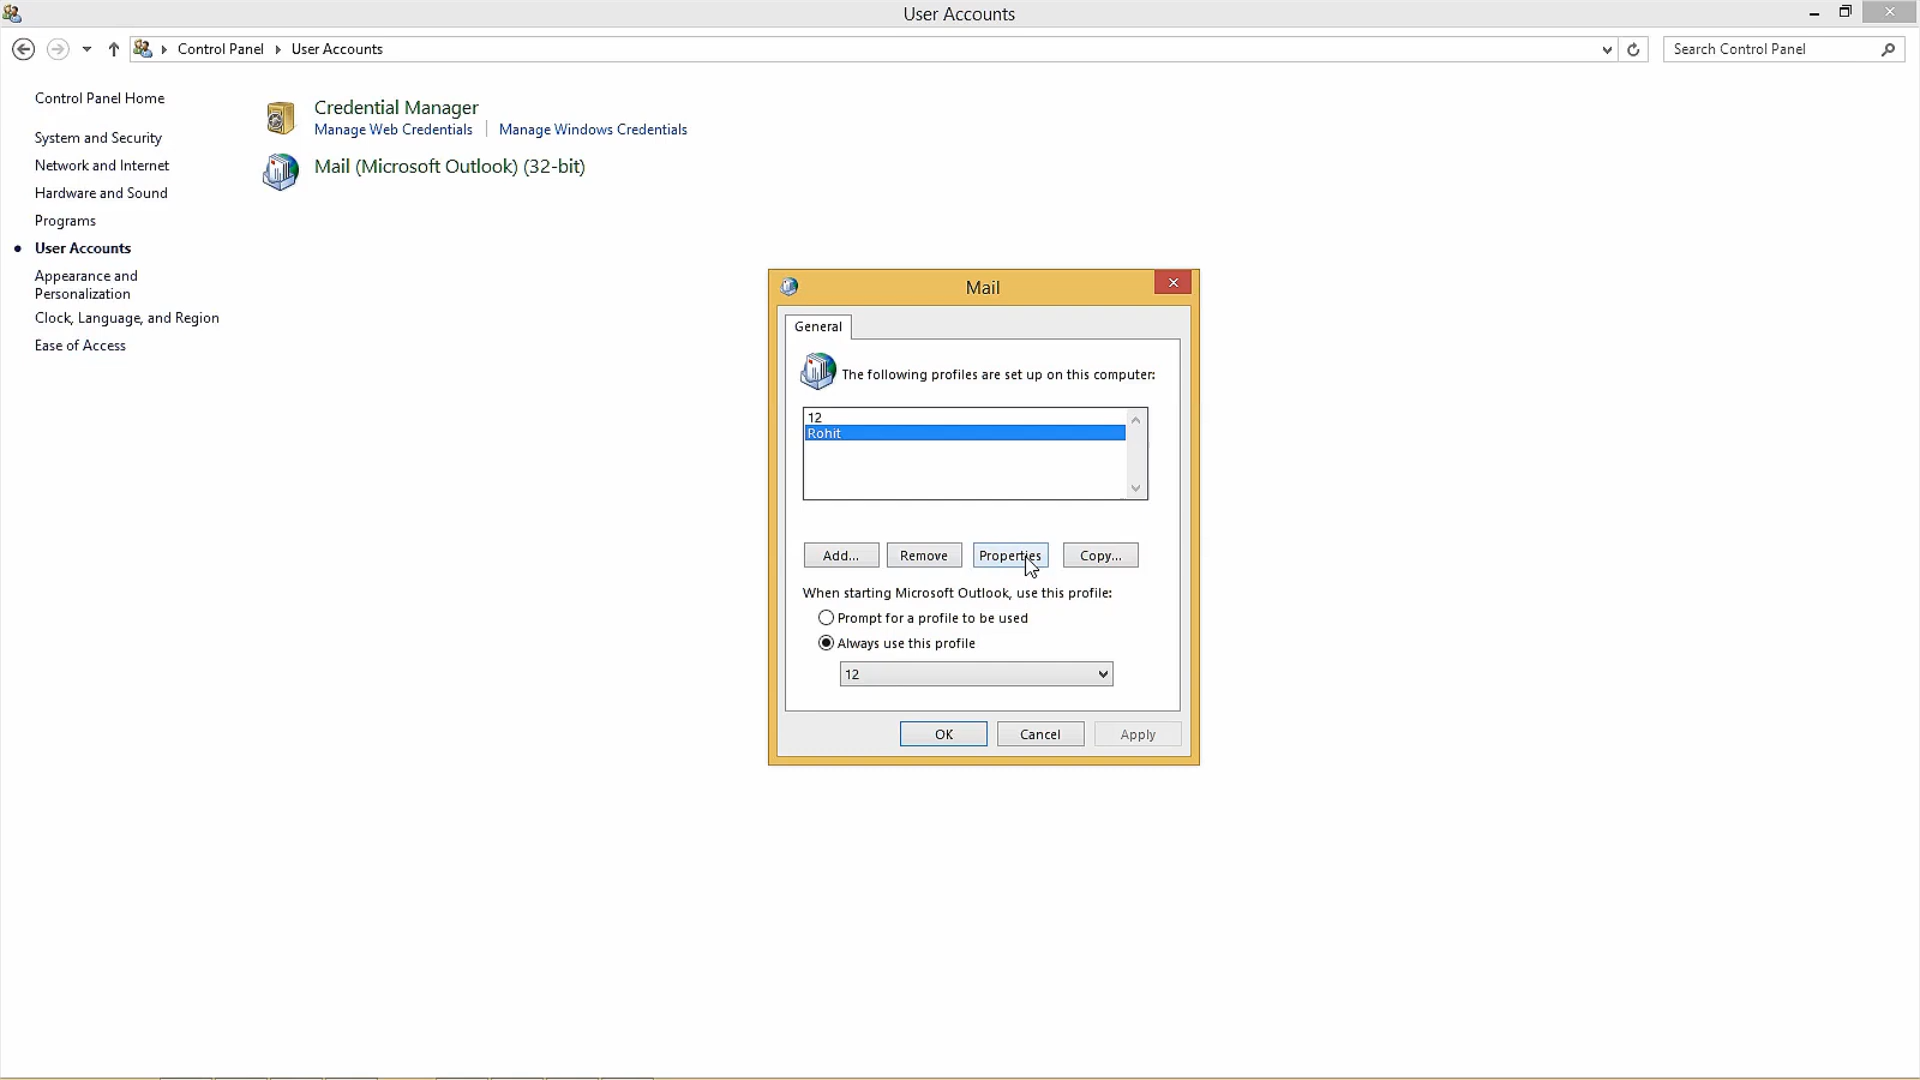 User Accounts
Control Panel User Accounts
Search Control Panel
Control Panel Home
System and Security
Network and Internet
Hardware and Sound
Programs
User Accounts
Appearance and
Personalization
Clock, Language, and Region
Ease of Access
Credential Manager
Manage Web Credentials Manage Windows Credentials
Mail (Microsoft Outlook) (32-bit)
Mail
General
The following profiles are set up on this computer:
12
Rohit
Add... Remove Properties Copy...
When starting Microsoft Outlook, use this profile:
Prompt for a profile to be used
Always use this profile
12
OK Cancel Apply